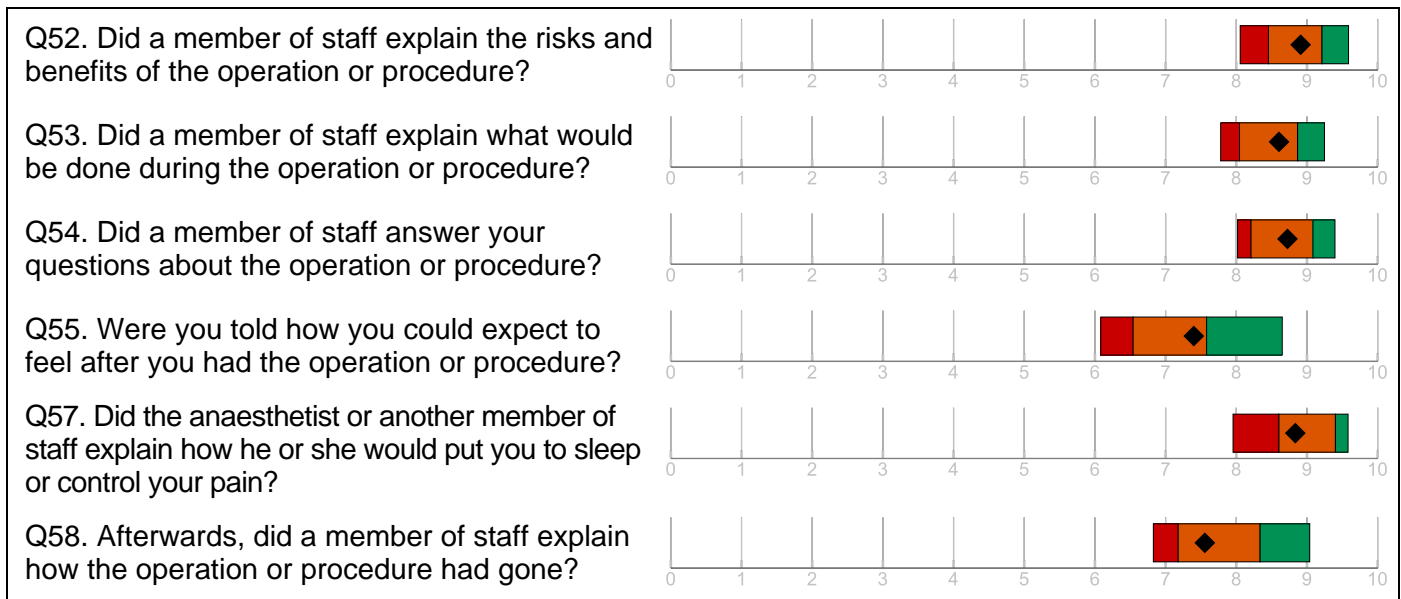 Q52. Did a member of staff explain the risks and
benefits of the operation or procedure?
0 1 2 3 4 5 6 7 8 9 10
Q53. Did a member of staff explain what would
be done during the operation or procedure?
0 1 2 3 4 5 6 7 8 9 10
Q54. Did a member of staff answer your
questions about the operation or procedure?
0 1 2 3 4 5 6 7 8 9 10
Q55. Were you told how you could expect to
feel after you had the operation or procedure?
0 1 2 3 4 5 6 7 8 9 10
Q57. Did the anaesthetist or another member of
staff explain how he or she would put you to sleep
or control your pain?
0 1 2 3 4 5 6 7 8 9 10
Q58. Afterwards, did a member of staff explain
how the operation or procedure had gone?
0 1 2 3 4 5 6 7 8 9 10